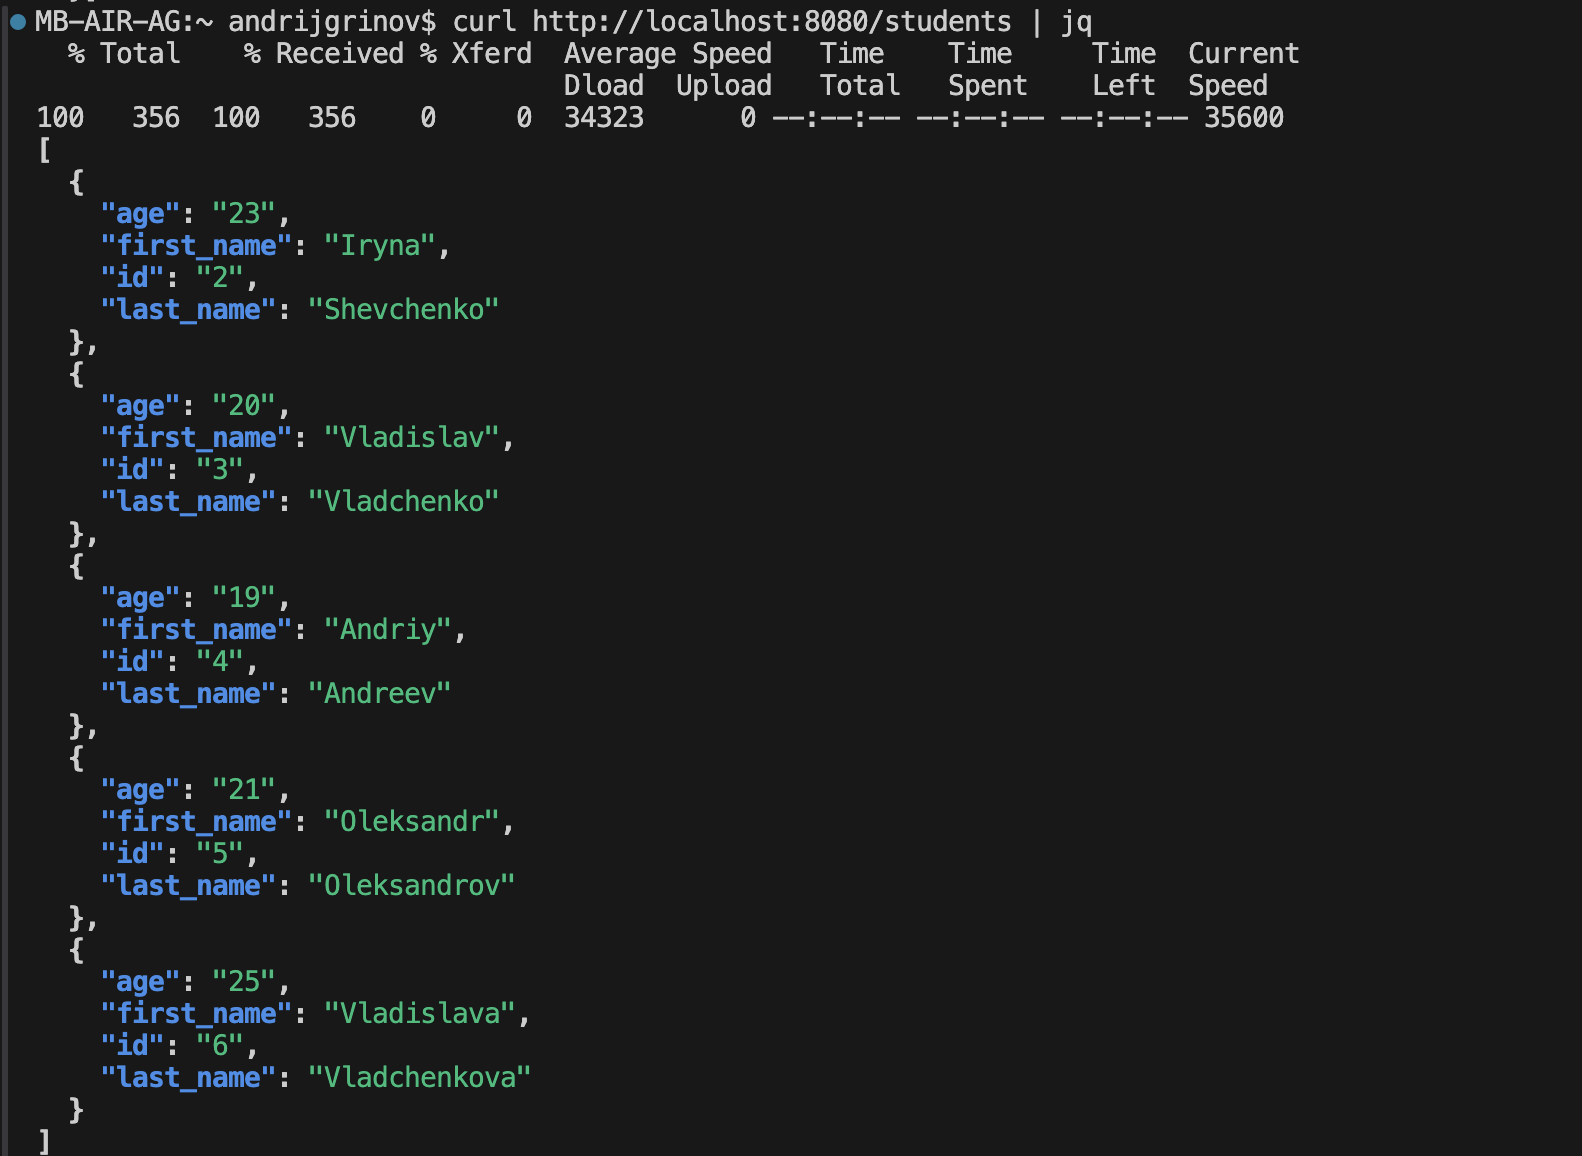 MB-AIR-AG:~ andrijgrinov$ curl http://localhost:8080/students | jq
  % Total    % Received % Xferd  Average Speed   Time    Time     Time  Current
                                 Dload  Upload   Total   Spent    Left  Speed
100   356  100   356    0     0  34323      0 --:--:-- --:--:-- --:--:-- 35600
[
  {
    "age": "23",
    "first_name": "Iryna",
    "id": "2",
    "last_name": "Shevchenko"
  },
  {
    "age": "20",
    "first_name": "Vladislav",
    "id": "3",
    "last_name": "Vladchenko"
  },
  {
    "age": "19",
    "first_name": "Andriy",
    "id": "4",
    "last_name": "Andreev"
  },
  {
    "age": "21",
    "first_name": "Oleksandr",
    "id": "5",
    "last_name": "Oleksandrov"
  },
  {
    "age": "25",
    "first_name": "Vladislava",
    "id": "6",
    "last_name": "Vladchenkova"
  }
]